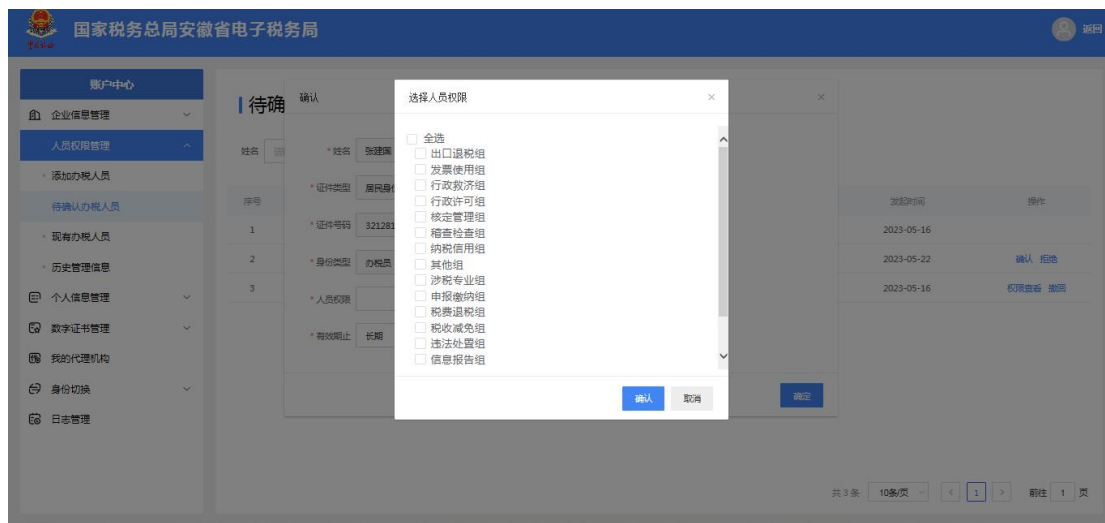 国家税务总局安徽省电子税务局
返回
账户中心
企业信息管理
人员权限管理
添加办税人员
待确认办税人员
现有办税人员
历史管理信息
个人信息管理
数字证书管理
我的代理机构
身份切换
日志管理
待确
姓名
序号 发起时间 操作
1 2023-05-16
2 2023-05-22 确认 拒绝
3 2023-05-16 权限查看 撤回
共 3 条 10条/页 1 前往 1 页
确认
* 姓名 张建国
* 证件类型 居民身
* 证件号码 321281
* 身份类型 办税员
* 人员权限
* 有效期止 长期
确定
选择人员权限
全选
出口退税组
发票使用组
行政救济组
行政许可组
核定管理组
稽查检查组
纳税信用组
其他组
涉税专业组
申报缴纳组
税费退税组
税收减免组
违法处置组
信息报告组
确认 取消